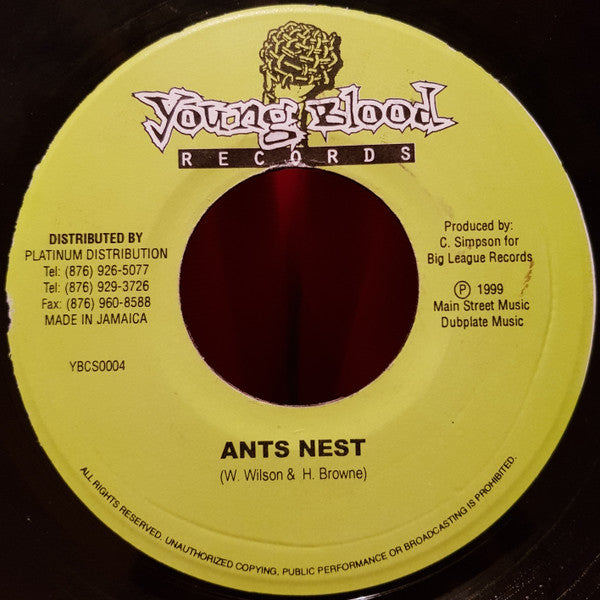 Young Blood
RECORDS
DISTRIBUTED BY
PLATINUM DISTRIBUTION
Tel: (876) 926-5077
Tel: (876) 929-3726
Fax: (876) 960-8588
MADE IN JAMAICA
YBCS0004
Produced by:
C. Simpson for
Big League Records
Ⓟ 1999
Main Street Music
Dubplate Music
ANTS NEST
(W. Wilson & H. Browne)
ALL RIGHTS RESERVED. UNAUTHORIZED COPYING, PUBLIC PERFORMANCE OR BROADCASTING IS PROHIBITED.